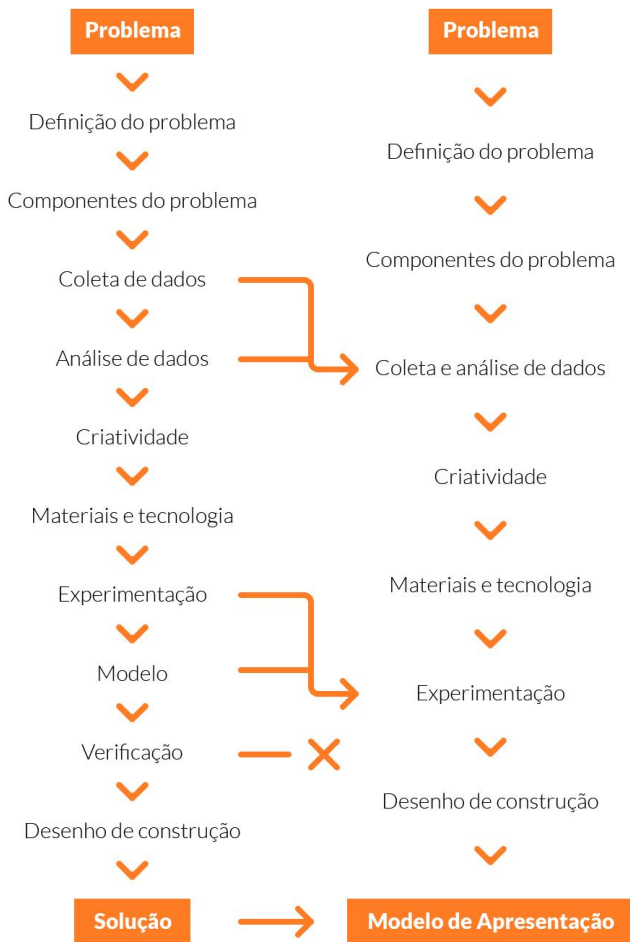 Problema
Definição do problema
Componentes do problema
Coleta de dados
Análise de dados
Criatividade
Materiais e tecnologia
Experimentação
Modelo
Verificação
Desenho de construção
Solução
Problema
Definição do problema
Componentes do problema
Coleta e análise de dados
Criatividade
Materiais e tecnologia
Experimentação
Desenho de construção
Modelo de Apresentação